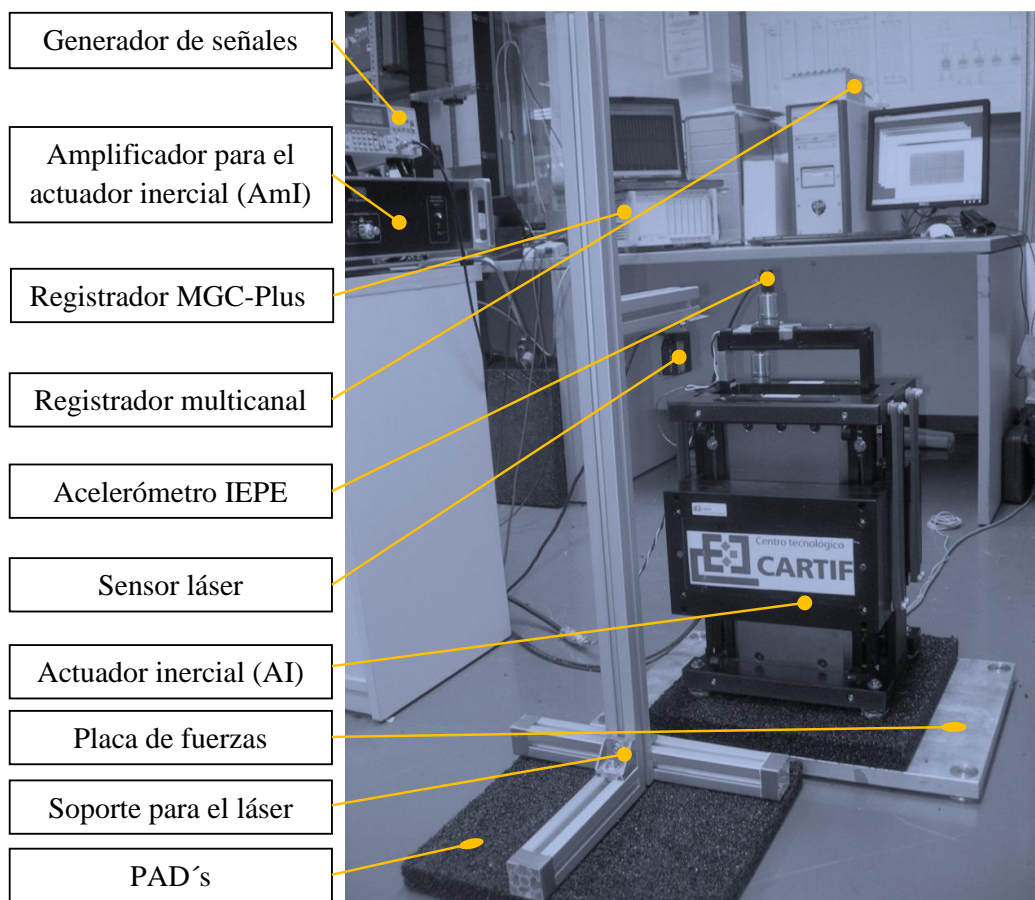 Generador de señales
Amplificador para el
actuador inercial (AmI)
Registrador MGC-Plus
Registrador multicanal
Acelerómetro IEPE
Sensor láser
Actuador inercial (AI)
Placa de fuerzas
Soporte para el láser
PAD´s
Centro tecnológico
CARTIF